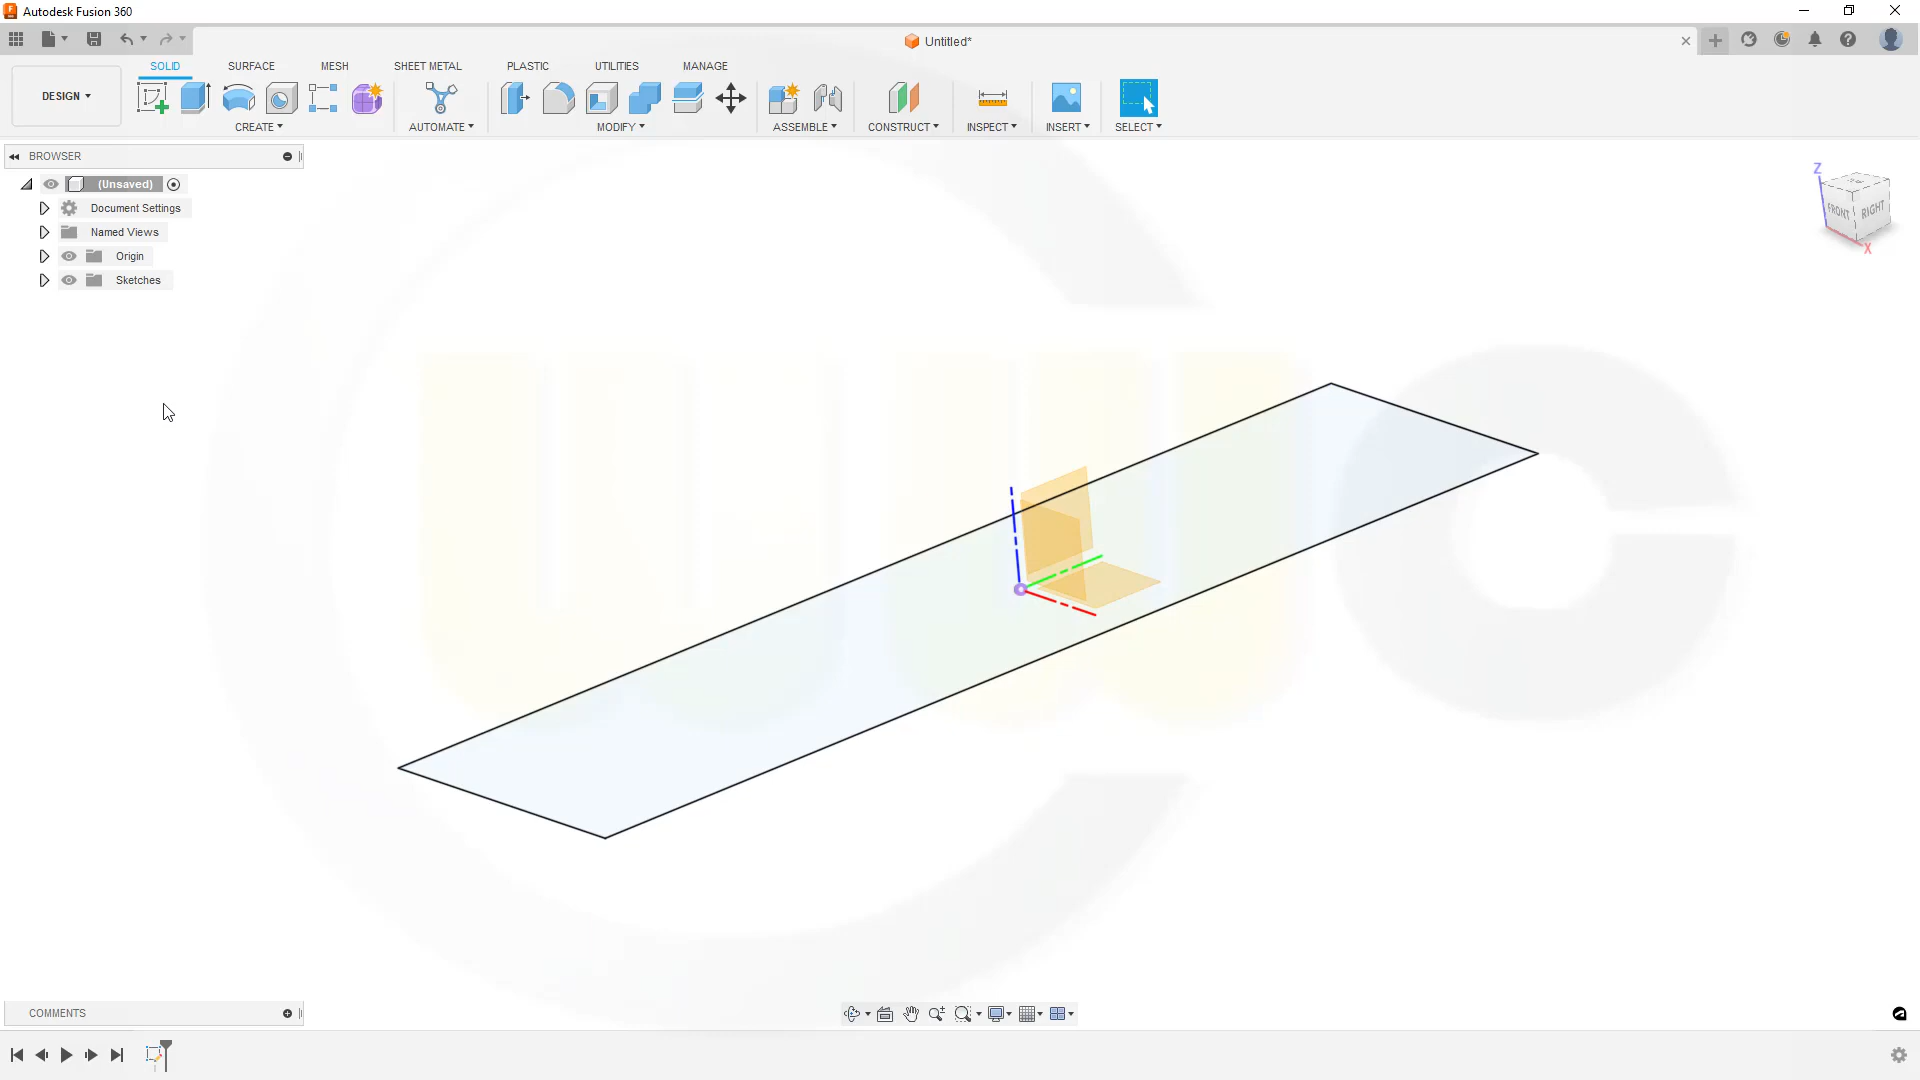 Autodesk Fusion 360
Untitled*
SOLID SURFACE MESH SHEET METAL PLASTIC UTILITIES MANAGE
DESIGN
CREATE AUTOMATE MODIFY ASSEMBLE CONSTRUCT INSPECT INSERT SELECT
BROWSER
(Unsaved)
Document Settings
Named Views
Origin
Sketches
Z
FRONT RIGHT
X
COMMENTS